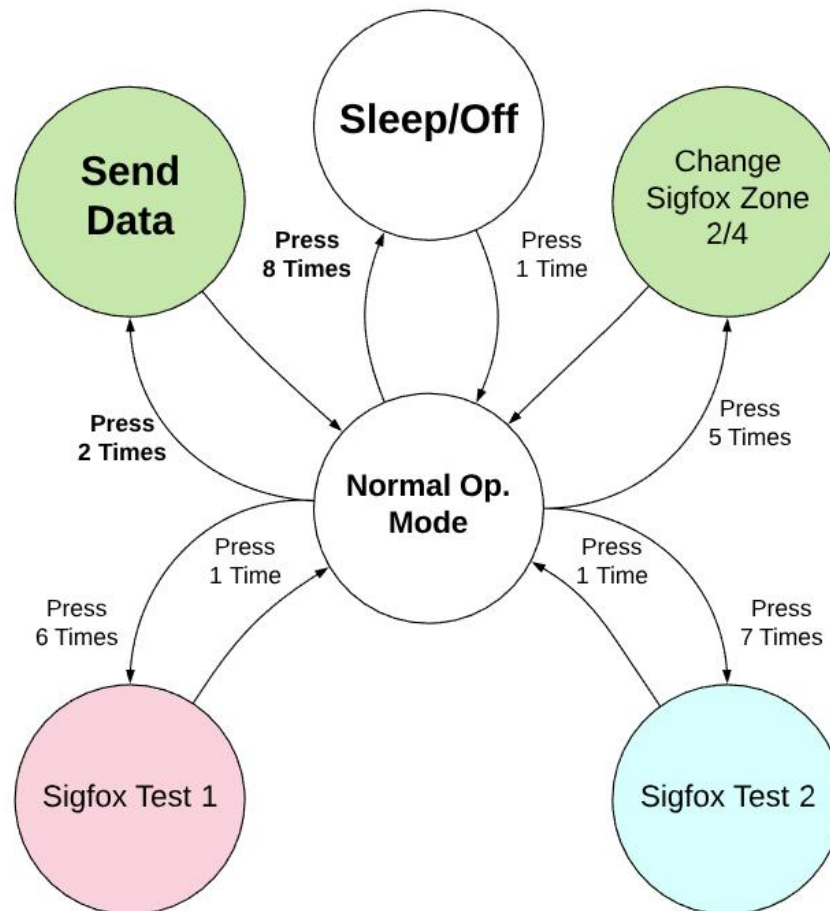 Sleep/Off
Send
Data
Change
Sigfox Zone
2/4
Press
8 Times
Press
1 Time
Press
2 Times
Press
5 Times
Normal Op.
Mode
Press
1 Time
Press
1 Time
Press
6 Times
Press
7 Times
Sigfox Test 1
Sigfox Test 2